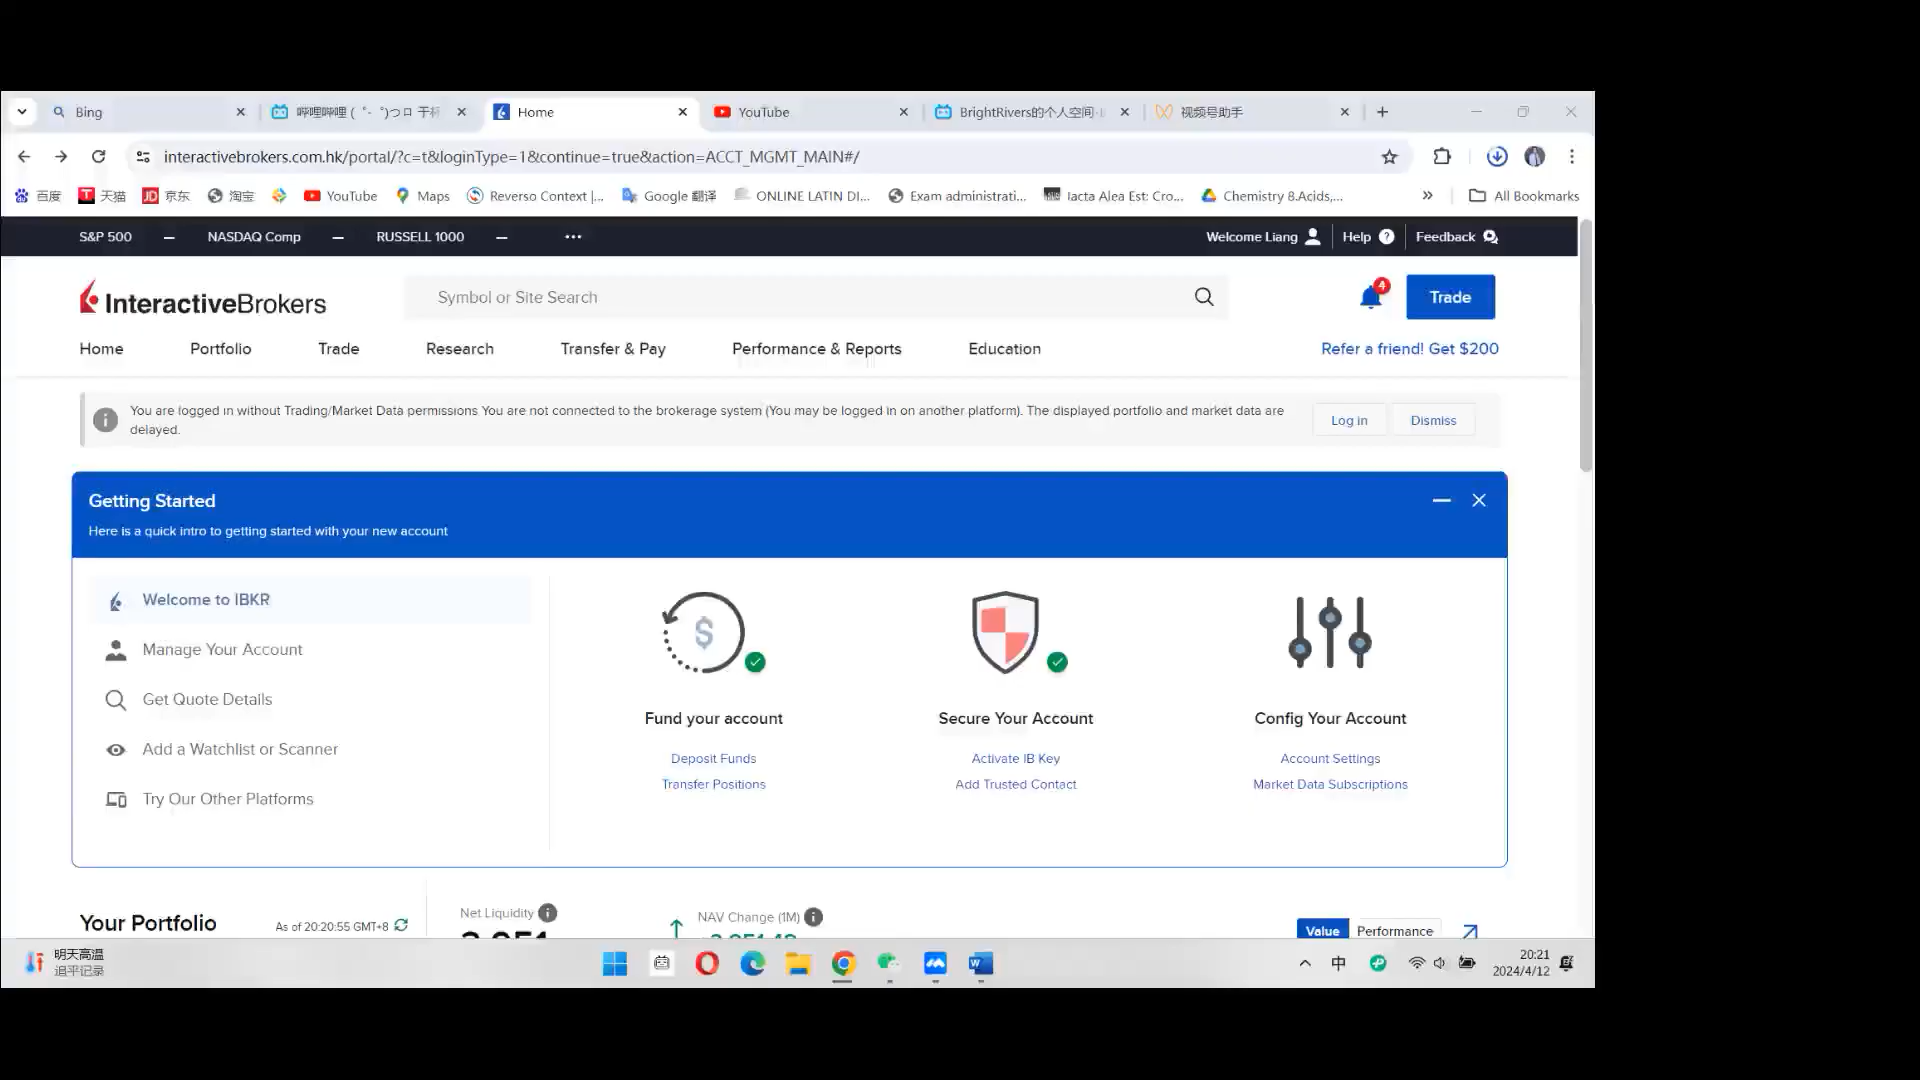 Bing
哔哩哔哩 (゜-゜)つロ 干杯
Home
YouTube
BrightRivers的个人空间
视频号助手
interactivebrokers.com.hk/portal/?c=t&loginType=1&continue=true&action=ACCT_MGMT_MAIN#/
百度
天猫
京东
淘宝
YouTube
Maps
Reverso Context |...
Google 翻译
ONLINE LATIN DI...
Exam administrati...
Iacta Alea Est: Cro...
Chemistry 8.Acids,...
»
All Bookmarks
S&P 500 — NASDAQ Comp — RUSSELL 1000 — •••
Welcome Liang
Help ?
Feedback
InteractiveBrokers
Symbol or Site Search
4
Trade
Home
Portfolio
Trade
Research
Transfer & Pay
Performance & Reports
Education
Refer a friend! Get $200
You are logged in without Trading/Market Data permissions You are not connected to the brokerage system (You may be logged in on another platform). The displayed portfolio and market data are
delayed.
Log in
Dismiss
Getting Started
Here is a quick intro to getting started with your new account
Welcome to IBKR
Manage Your Account
Get Quote Details
Add a Watchlist or Scanner
Try Our Other Platforms
$
Fund your account
Deposit Funds
Transfer Positions
Secure Your Account
Activate IB Key
Add Trusted Contact
Config Your Account
Account Settings
Market Data Subscriptions
Your Portfolio
As of 20:20:55 GMT+8
Net Liquidity
NAV Change (1M)
Value
Performance
明天高温
追平记录
中
20:21
2024/4/12